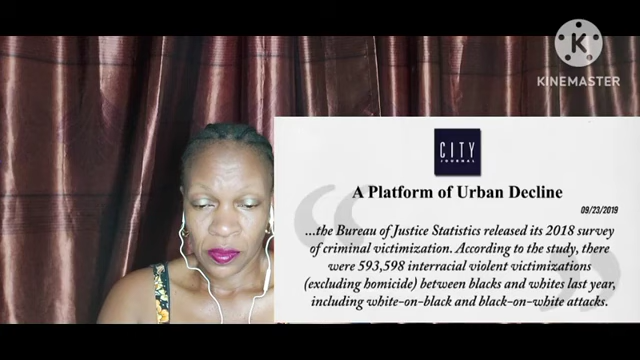 KINEMASTER
CITY
JOURNAL
A Platform of Urban Decline
09/23/2019
...the Bureau of Justice Statistics released its 2018 survey
of criminal victimization. According to the study, there
were 593,598 interracial violent victimizations
(excluding homicide) between blacks and whites last year,
including white-on-black and black-on-white attacks.